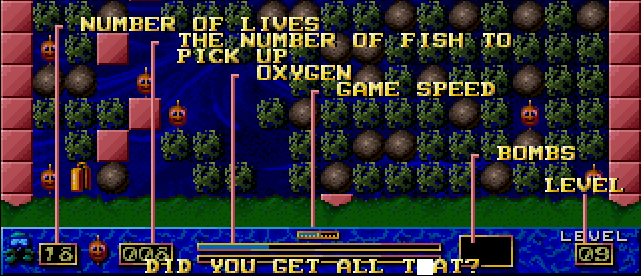 NUMBER OF LIVES
THE NUMBER OF FISH TO
PICK UP
OXYGEN
GAME SPEED
BOMBS
LEVEL
LEVEL
18 008 09
DID YOU GET ALL THAT?